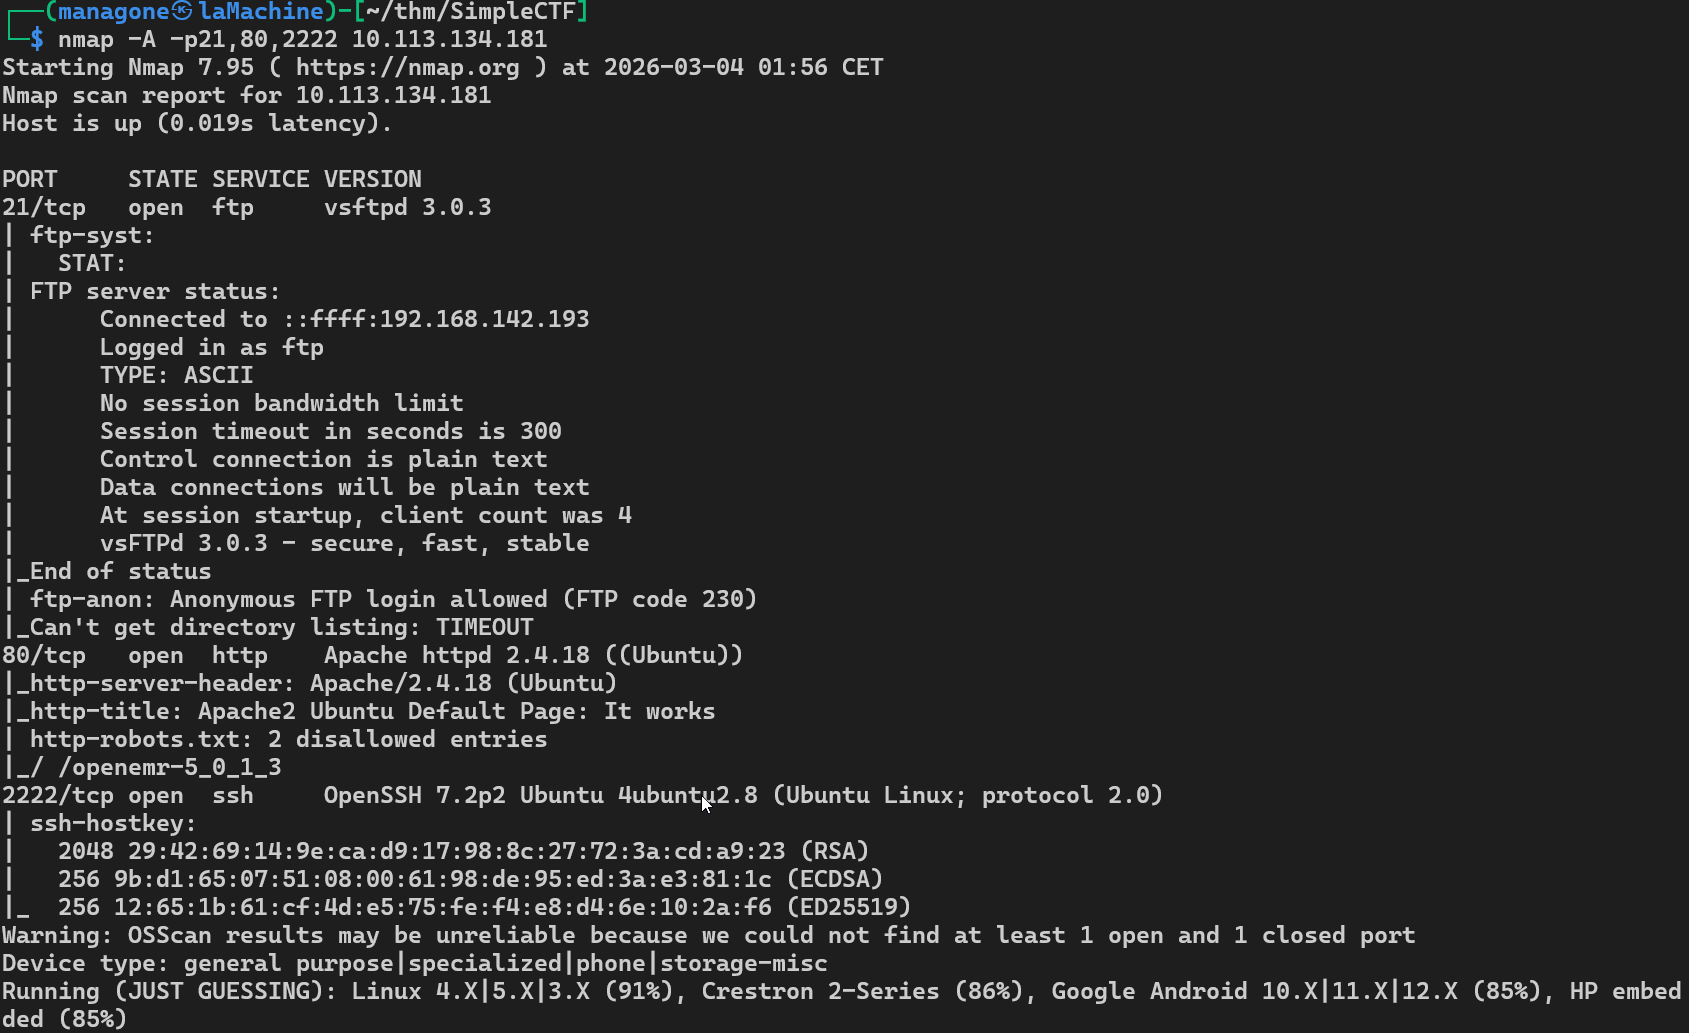 ┌──(managone㉿laMachine)-[~/thm/SimpleCTF]
└─$ nmap -A -p21,80,2222 10.113.134.181
Starting Nmap 7.95 ( https://nmap.org ) at 2026-03-04 01:56 CET
Nmap scan report for 10.113.134.181
Host is up (0.019s latency).
PORT     STATE SERVICE VERSION
21/tcp   open  ftp     vsftpd 3.0.3
| ftp-syst:
|   STAT:
| FTP server status:
|      Connected to ::ffff:192.168.142.193
|      Logged in as ftp
|      TYPE: ASCII
|      No session bandwidth limit
|      Session timeout in seconds is 300
|      Control connection is plain text
|      Data connections will be plain text
|      At session startup, client count was 4
|      vsFTPd 3.0.3 - secure, fast, stable
|_End of status
| ftp-anon: Anonymous FTP login allowed (FTP code 230)
|_Can't get directory listing: TIMEOUT
80/tcp   open  http    Apache httpd 2.4.18 ((Ubuntu))
|_http-server-header: Apache/2.4.18 (Ubuntu)
|_http-title: Apache2 Ubuntu Default Page: It works
| http-robots.txt: 2 disallowed entries
|_/ /openemr-5_0_1_3
2222/tcp open  ssh     OpenSSH 7.2p2 Ubuntu 4ubuntu2.8 (Ubuntu Linux; protocol 2.0)
| ssh-hostkey:
|   2048 29:42:69:14:9e:ca:d9:17:98:8c:27:72:3a:cd:a9:23 (RSA)
|   256 9b:d1:65:07:51:08:00:61:98:de:95:ed:3a:e3:81:1c (ECDSA)
|_  256 12:65:1b:61:cf:4d:e5:75:fe:f4:e8:d4:6e:10:2a:f6 (ED25519)
Warning: OSScan results may be unreliable because we could not find at least 1 open and 1 closed port
Device type: general purpose|specialized|phone|storage-misc
Running (JUST GUESSING): Linux 4.X|5.X|3.X (91%), Crestron 2-Series (86%), Google Android 10.X|11.X|12.X (85%), HP embed
ded (85%)